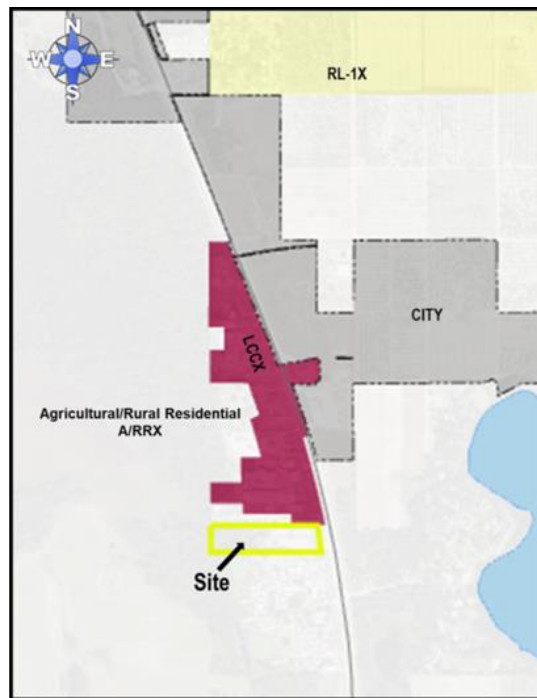 N
W E
S
RL-1X
CITY
LCCX
Agricultural/Rural Residential
A/RRX
Site